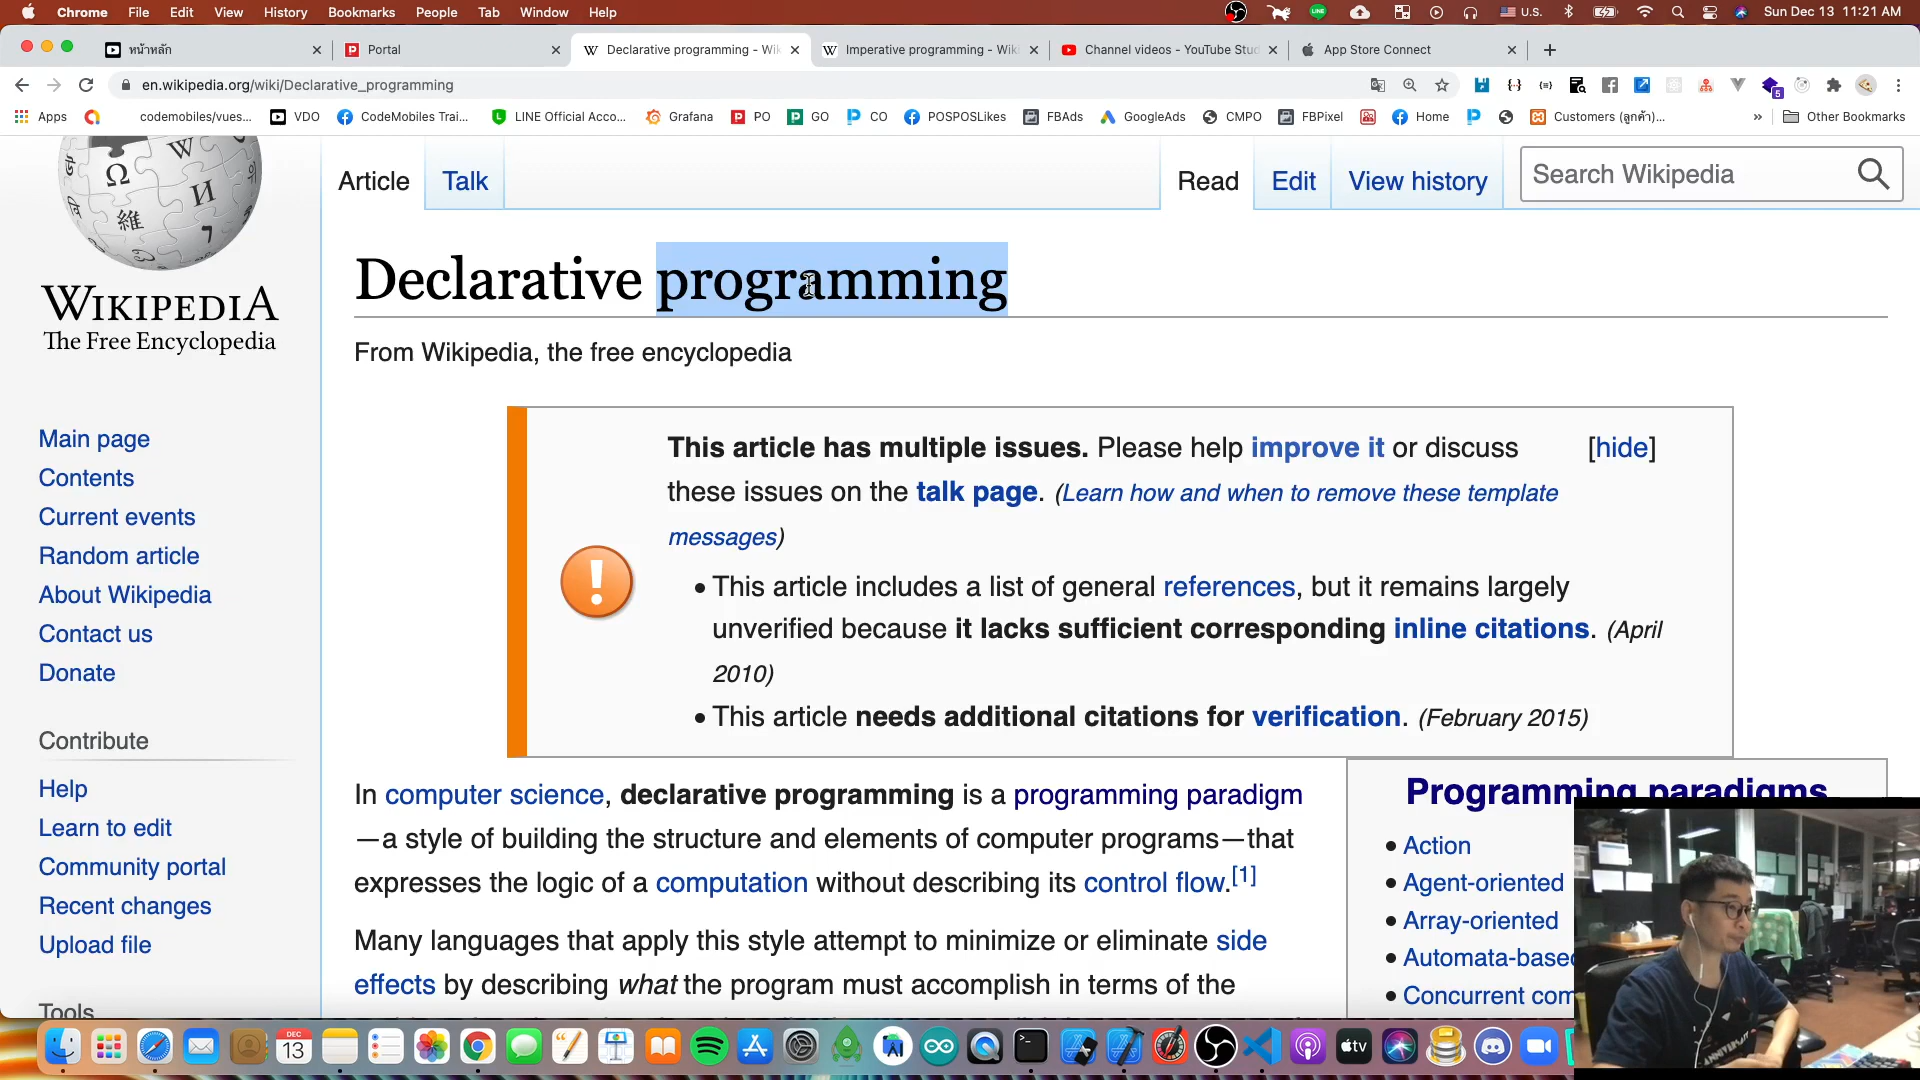 Chrome File Edit View History Bookmarks People Tab Window Help
U.S. Sun Dec 13 11:21 AM
หน้าหลัก
Portal
Declarative programming - Wik
Imperative programming - Wiki
Channel videos - YouTube Stud
App Store Connect
en.wikipedia.org/wiki/Declarative_programming
Apps codemobiles/vues... VDO CodeMobiles Trai... LINE Official Acco... Grafana PO GO CO POSPOSLikes FBAds GoogleAds CMPO FBPixel Home Customers (ลูกค้า)... » Other Bookmarks
Article Talk Read Edit View history Search Wikipedia
WIKIPEDIA
The Free Encyclopedia
Main page
Contents
Current events
Random article
About Wikipedia
Contact us
Donate
Contribute
Help
Learn to edit
Community portal
Recent changes
Upload file
Tools
Declarative programming
From Wikipedia, the free encyclopedia
This article has multiple issues. Please help improve it or discuss [hide]
these issues on the talk page. (Learn how and when to remove these template
messages)
• This article includes a list of general references, but it remains largely
unverified because it lacks sufficient corresponding inline citations. (April
2010)
• This article needs additional citations for verification. (February 2015)
In computer science, declarative programming is a programming paradigm
—a style of building the structure and elements of computer programs—that
expresses the logic of a computation without describing its control flow.[1]
Many languages that apply this style attempt to minimize or eliminate side
effects by describing what the program must accomplish in terms of the
Programming paradigms
• Action
• Agent-oriented
• Array-oriented
• Automata-based
• Concurrent com
DEC
13
tv